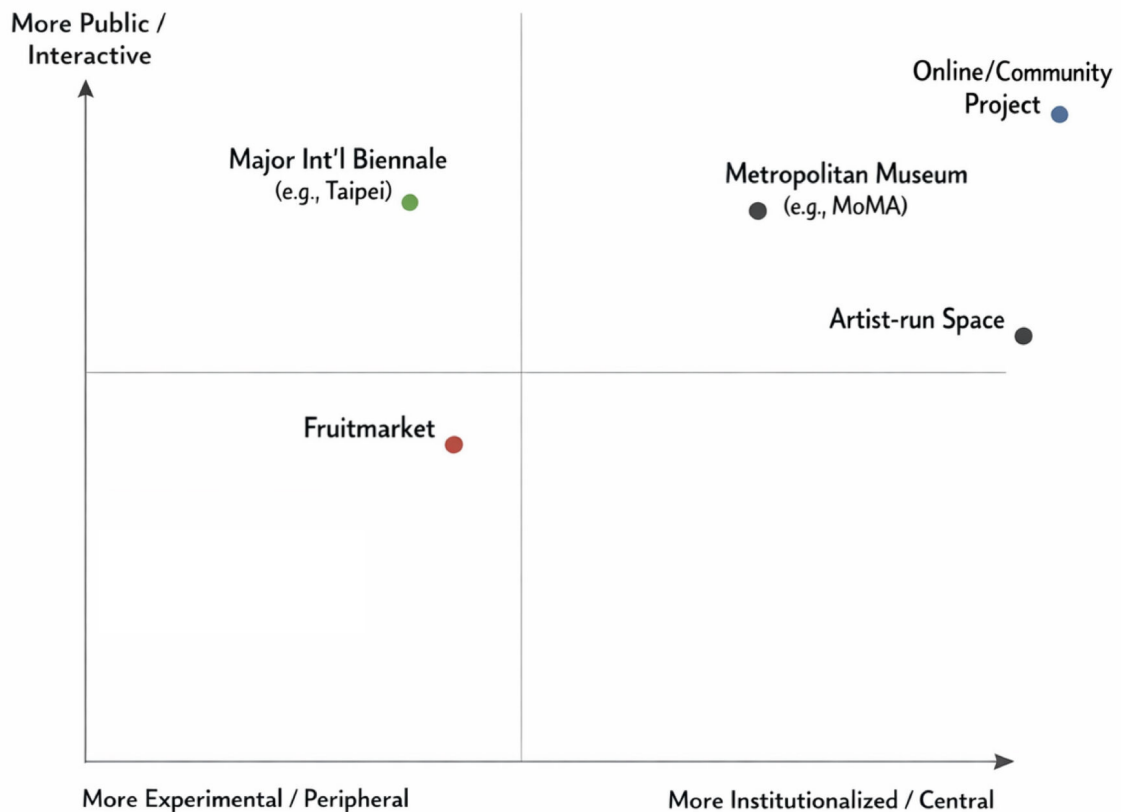 More Public /
Interactive
Online/Community
Project
Major Int'l Biennale
(e.g., Taipei)
Metropolitan Museum
(e.g., MoMA)
Artist-run Space
Fruitmarket
More Experimental / Peripheral
More Institutionalized / Central